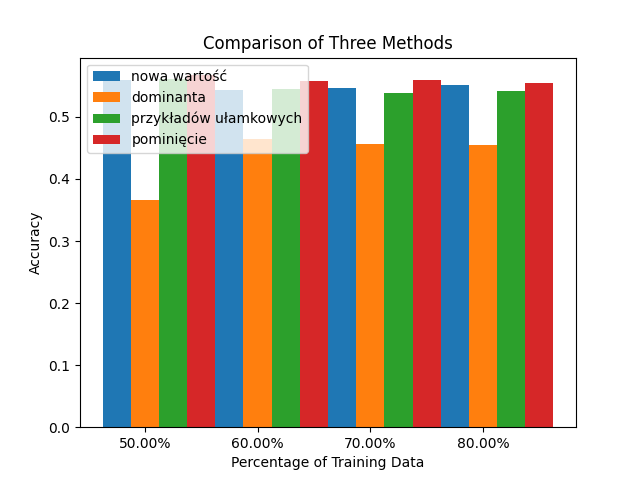 Comparison of Three Methods
nowa wartość
dominanta
przykładów ułamkowych
pominięcie
Accuracy
0.5
0.4
0.3
0.2
0.1
0.0
50.00% 60.00% 70.00% 80.00%
Percentage of Training Data